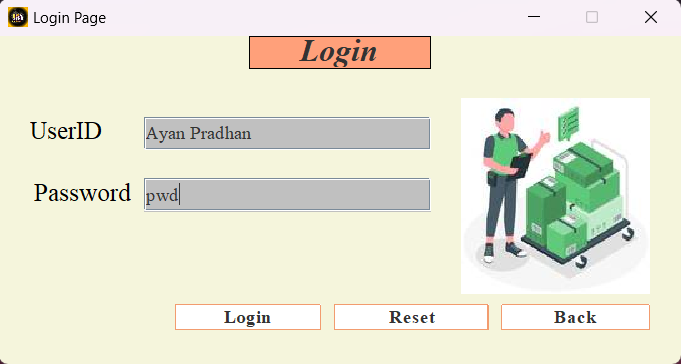 Login Page
Login
UserID Ayan Pradhan
Password pwd
Login Reset Back